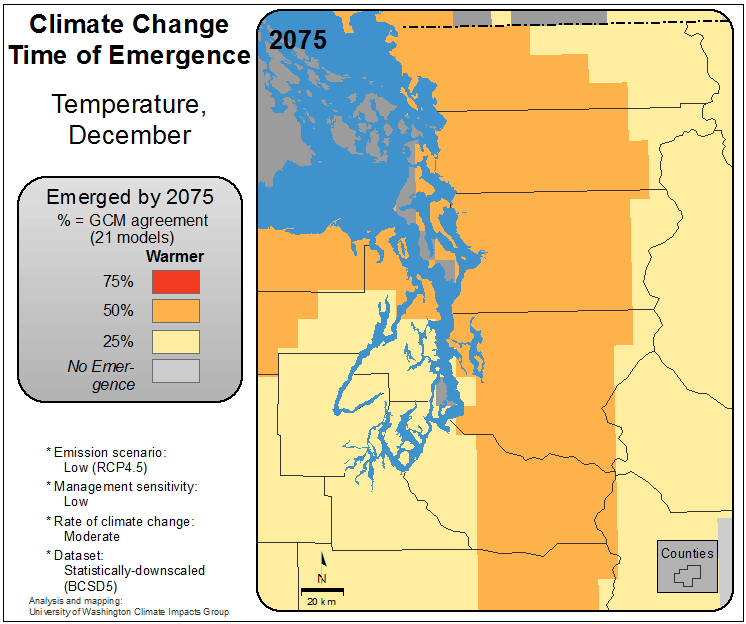 Climate Change
Time of Emergence
Temperature,
December
Emerged by 2075
% = GCM agreement
(21 models)
Warmer
75%
50%
25%
No Emer-
gence
* Emission scenario:
Low (RCP4.5)
* Management sensitivity:
Low
* Rate of climate change:
Moderate
* Dataset:
Statistically-downscaled
(BCSD5)
Analysis and mapping:
University of Washington Climate Impacts Group
2075
N
20 km
Counties